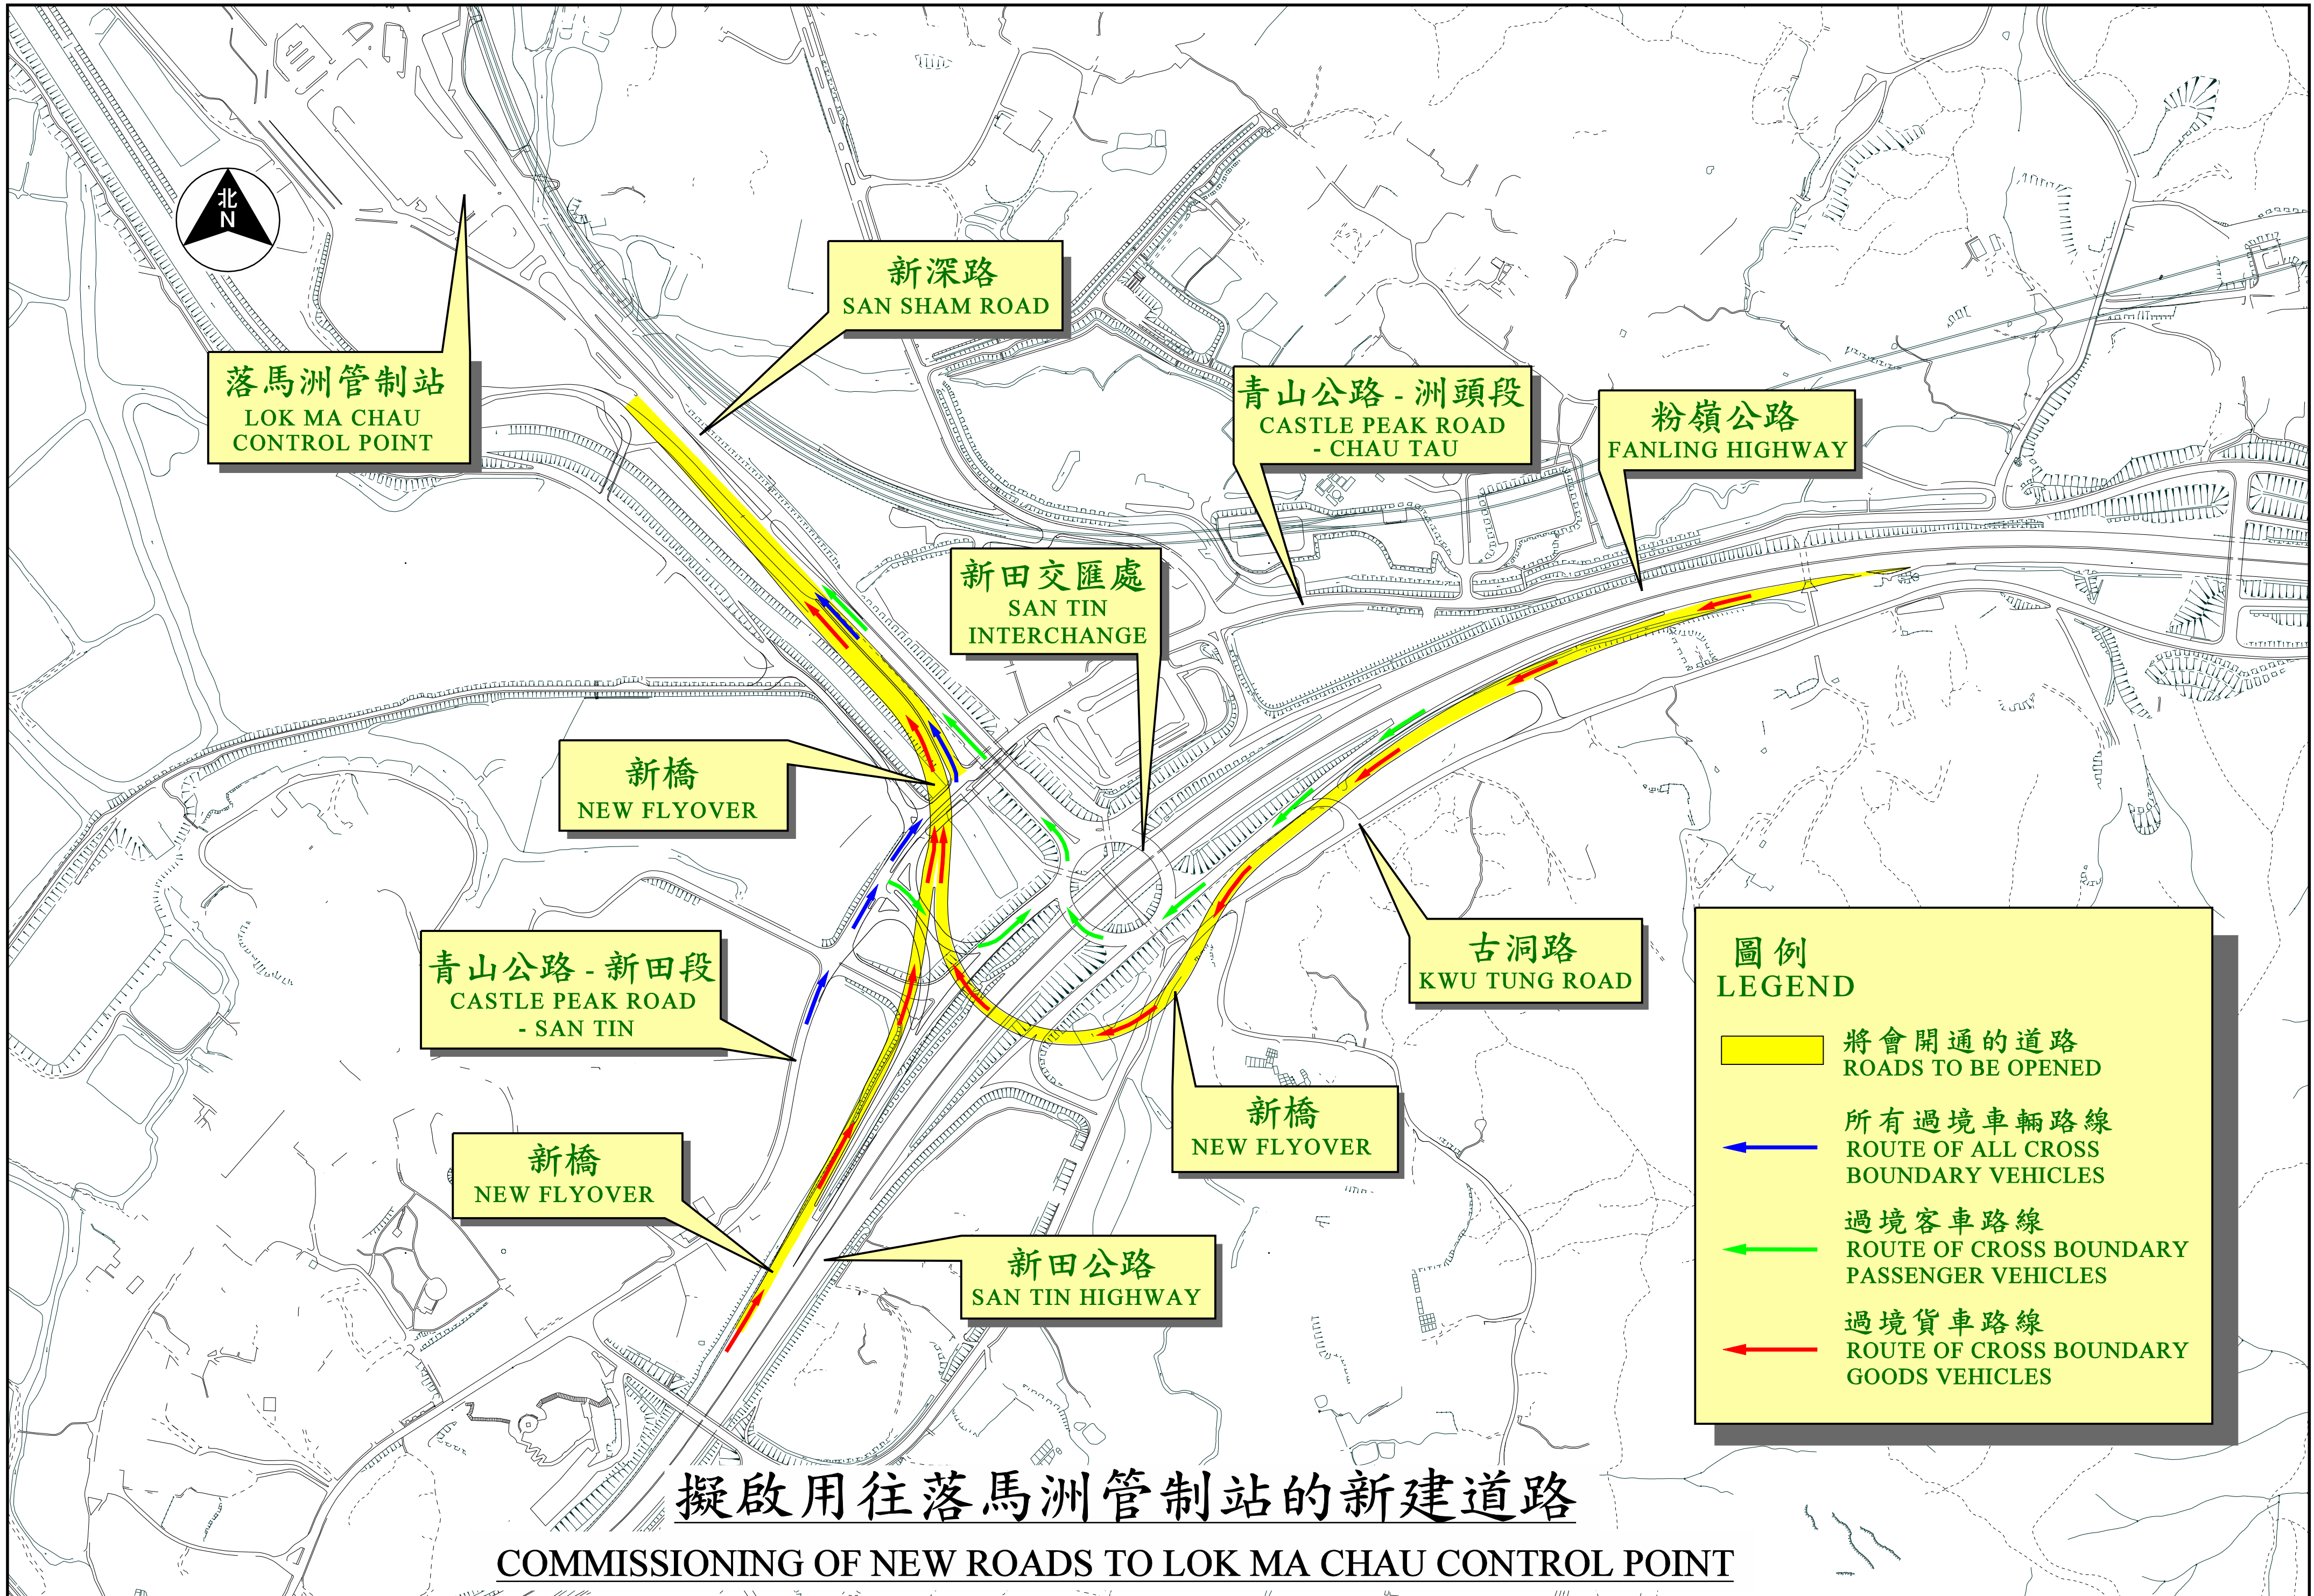 北
N
新深路
SAN SHAM ROAD
落馬洲管制站
LOK MA CHAU
CONTROL POINT
青山公路 - 洲頭段
CASTLE PEAK ROAD
- CHAU TAU
粉嶺公路
FANLING HIGHWAY
新田交匯處
SAN TIN
INTERCHANGE
新橋
NEW FLYOVER
青山公路 - 新田段
CASTLE PEAK ROAD
- SAN TIN
古洞路
KWU TUNG ROAD
新橋
NEW FLYOVER
新橋
NEW FLYOVER
新田公路
SAN TIN HIGHWAY
圖例
LEGEND
將會開通的道路
ROADS TO BE OPENED
所有過境車輛路線
ROUTE OF ALL CROSS
BOUNDARY VEHICLES
過境客車路線
ROUTE OF CROSS BOUNDARY
PASSENGER VEHICLES
過境貨車路線
ROUTE OF CROSS BOUNDARY
GOODS VEHICLES
擬啟用往落馬洲管制站的新建道路
COMMISSIONING OF NEW ROADS TO LOK MA CHAU CONTROL POINT